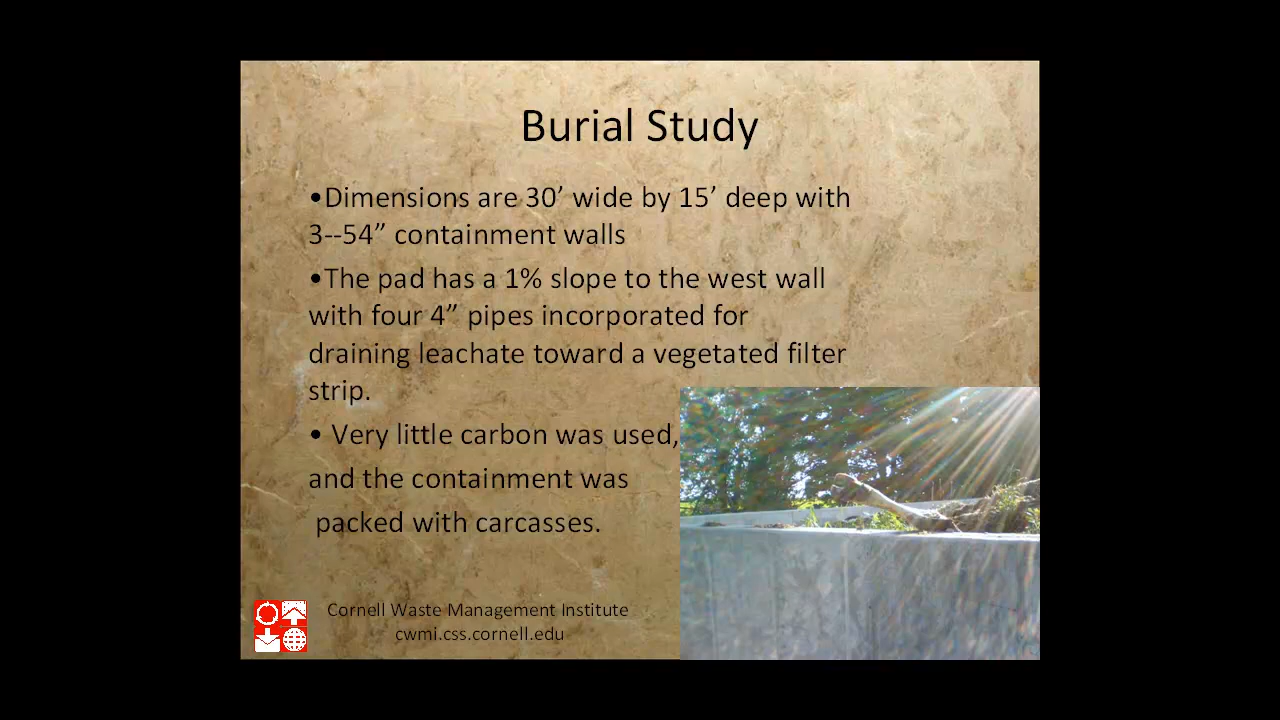 Burial Study
•Dimensions are 30’ wide by 15’ deep with
3--54” containment walls
•The pad has a 1% slope to the west wall
with four 4” pipes incorporated for
draining leachate toward a vegetated filter
strip.
• Very little carbon was used,
and the containment was
packed with carcasses.
Cornell Waste Management Institute
cwmi.css.cornell.edu